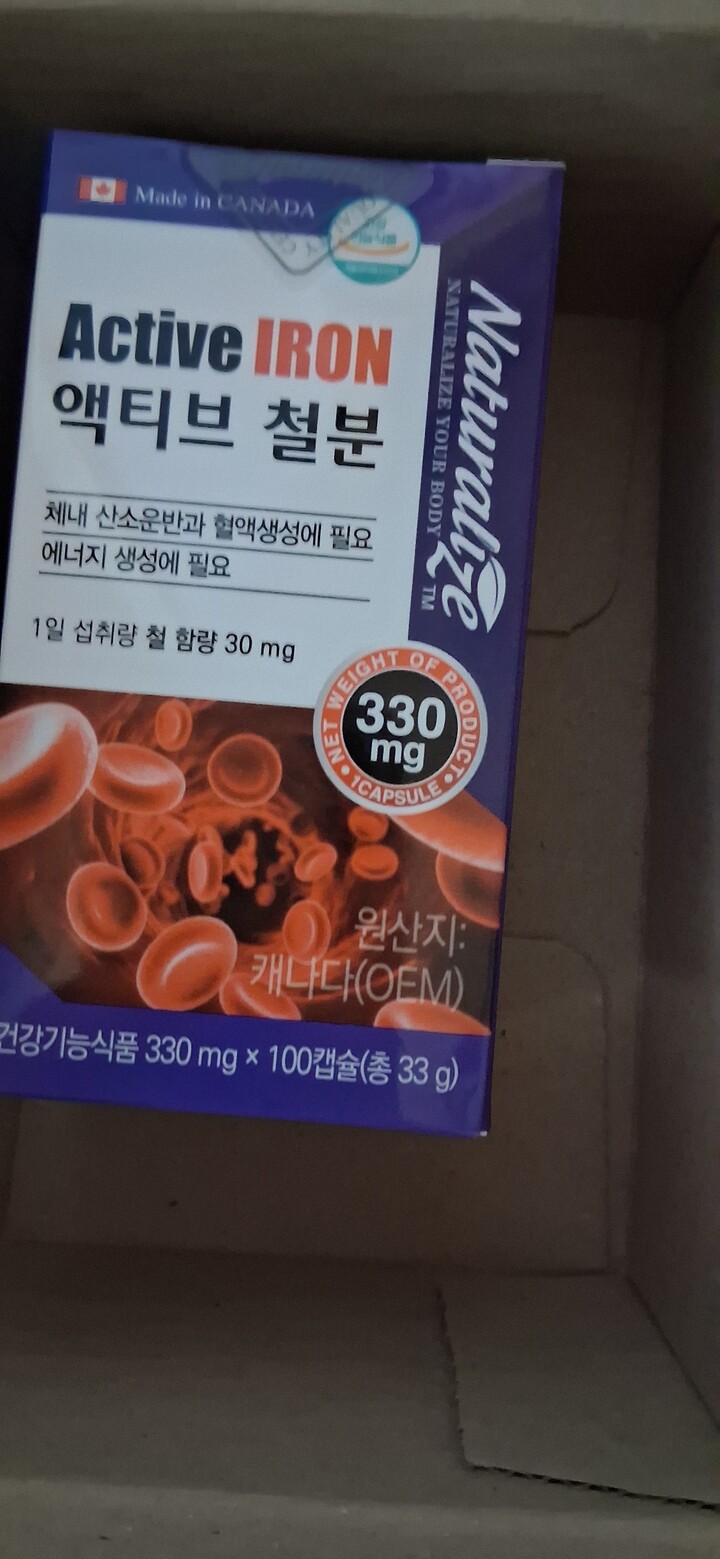 Made in CANADA
Active IRON
액티브 철분
체내 산소운반과 혈액생성에 필요
에너지 생성에 필요
1일 섭취량 철 함량 30 mg
NET WEIGHT OF PRODUCT
330
mg
1CAPSULE
원산지:
캐나다(OEM)
건강기능식품 330 mg × 100캡슐(총 33 g)
Naturalize
NATURALIZE YOUR BODY TM